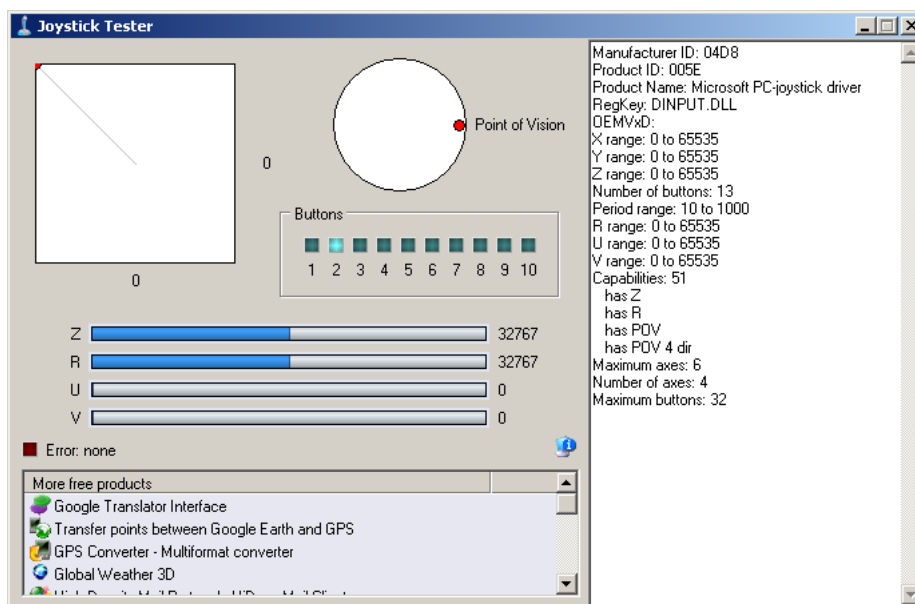 Joystick Tester
Point of Vision
0
0
Buttons
1 2 3 4 5 6 7 8 9 10
Z 32767
R 32767
U 0
V 0
Error: none
More free products
Google Translator Interface
Transfer points between Google Earth and GPS
GPS Converter - Multiformat converter
Global Weather 3D
Manufacturer ID: 04D8
Product ID: 005E
Product Name: Microsoft PC-joystick driver
RegKey: DINPUT.DLL
OEMVxD:
X range: 0 to 65535
Y range: 0 to 65535
Z range: 0 to 65535
Number of buttons: 13
Period range: 10 to 1000
R range: 0 to 65535
U range: 0 to 65535
V range: 0 to 65535
Capabilities: 51
has Z
has R
has POV
has POV 4 dir
Maximum axes: 6
Number of axes: 4
Maximum buttons: 32